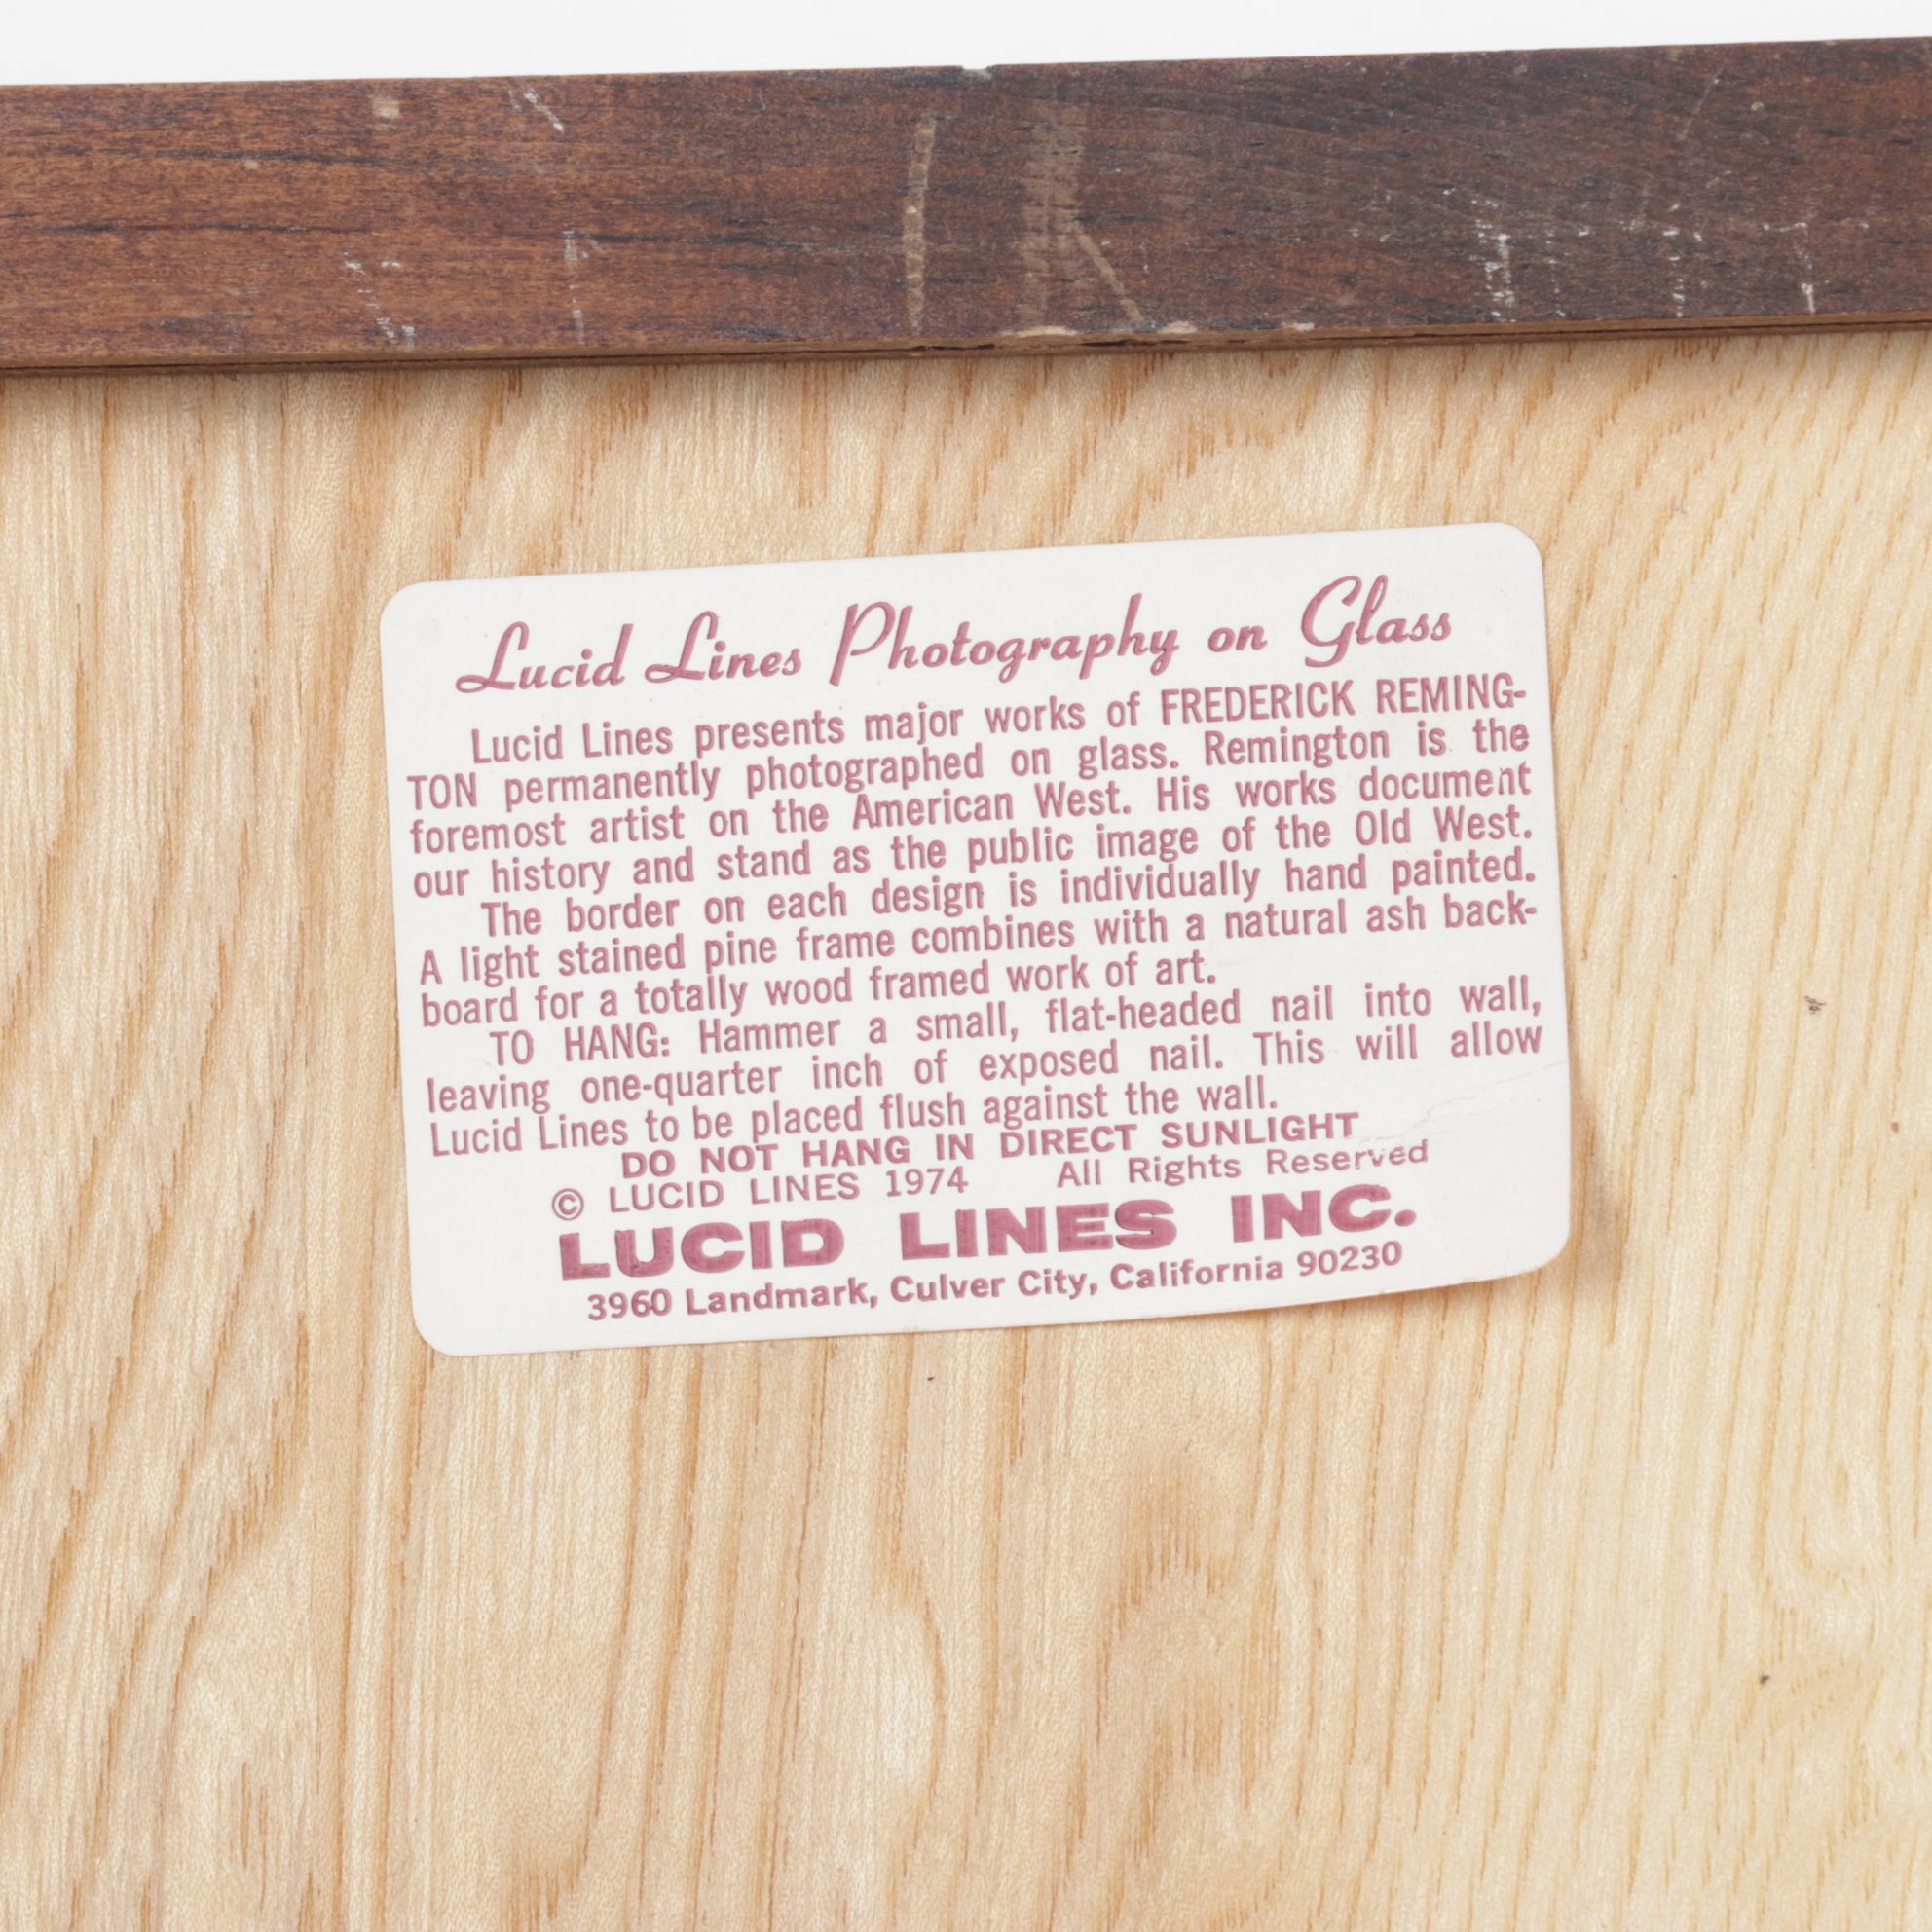 Lucid Lines Photography on Glass
Lucid Lines presents major works of FREDERICK REMING-
TON permanently photographed on glass. Remington is the
foremost artist on the American West. His works document
our history and stand as the public image of the Old West.
The border on each design is individually hand painted.
A light stained pine frame combines with a natural ash back-
board for a totally wood framed work of art.
TO HANG: Hammer a small, flat-headed nail into wall,
leaving one-quarter inch of exposed nail. This will allow
Lucid Lines to be placed flush against the wall.
DO NOT HANG IN DIRECT SUNLIGHT
© LUCID LINES 1974 All Rights Reserved
LUCID LINES INC.
3960 Landmark, Culver City, California 90230